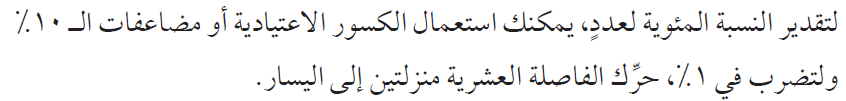 لتقدير النسبة المئوية لعددٍ، يمكنك استعمال الكسور الاعتيادية أو مضاعفات الـ ١٠٪
ولتضرب في ١٪، حرِّك الفاصلة العشرية منزلتين إلى اليسار.